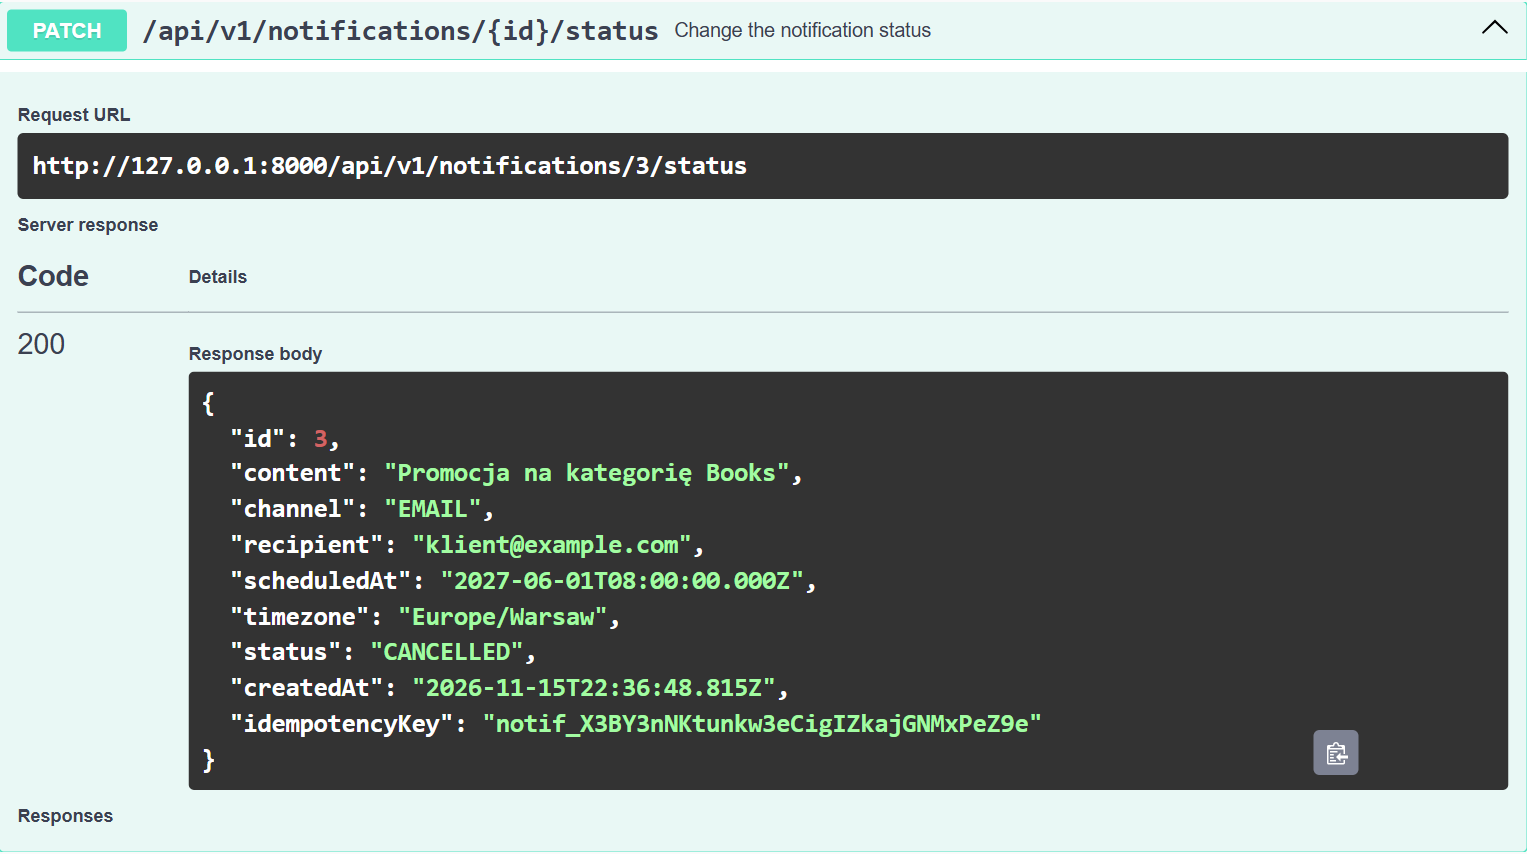 PATCH /api/v1/notifications/{id}/status Change the notification status
Request URL
http://127.0.0.1:8000/api/v1/notifications/3/status
Server response
Code Details
200
Response body
{
  "id": 3,
  "content": "Promocja na kategorię Books",
  "channel": "EMAIL",
  "recipient": "klient@example.com",
  "scheduledAt": "2027-06-01T08:00:00.000Z",
  "timezone": "Europe/Warsaw",
  "status": "CANCELLED",
  "createdAt": "2026-11-15T22:36:48.815Z",
  "idempotencyKey": "notif_X3BY3nNKtunkw3eCigIZkajGNMxPeZ9e"
}
Responses